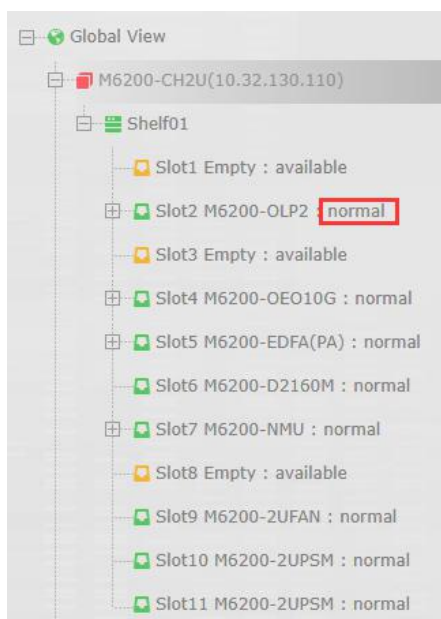 Global View
M6200-CH2U(10.32.130.110)
Shelf01
Slot1 Empty : available
Slot2 M6200-OLP2 : normal
Slot3 Empty : available
Slot4 M6200-OEO10G : normal
Slot5 M6200-EDFA(PA) : normal
Slot6 M6200-D2160M : normal
Slot7 M6200-NMU : normal
Slot8 Empty : available
Slot9 M6200-2UFAN : normal
Slot10 M6200-2UPSM : normal
Slot11 M6200-2UPSM : normal